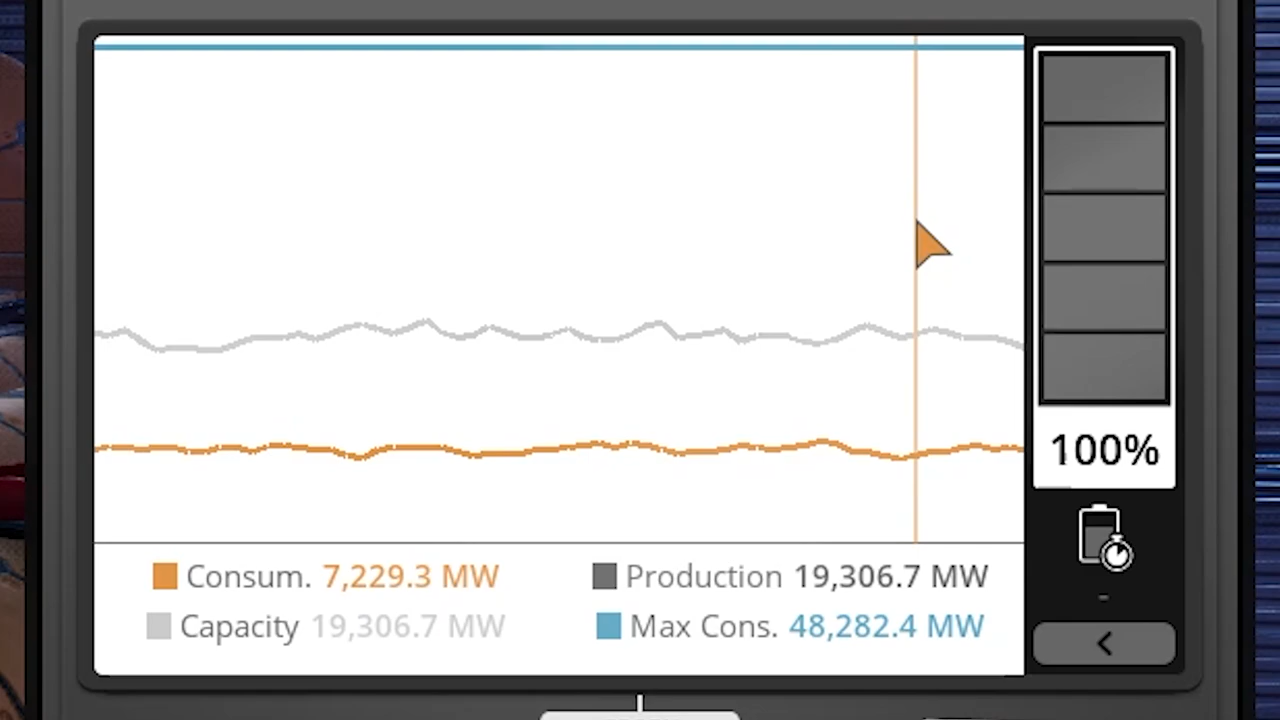 100%
Consum. 7,229.3 MW
Production 19,306.7 MW
Capacity 19,306.7 MW
Max Cons. 48,282.4 MW
-
<